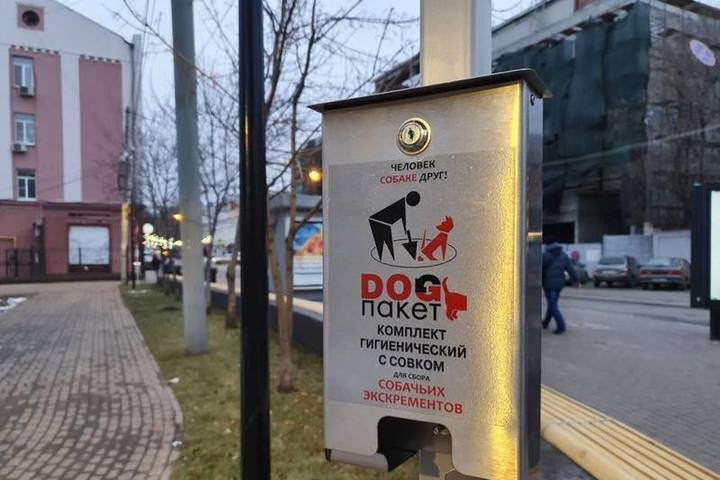 ЧЕЛОВЕК
СОБАКЕ ДРУГ!
DOG
пакет
КОМПЛЕКТ
ГИГИЕНИЧЕСКИЙ
С СОВКОМ
ДЛЯ СБОРА
СОБАЧЬИХ
ЭКСКРЕМЕНТОВ